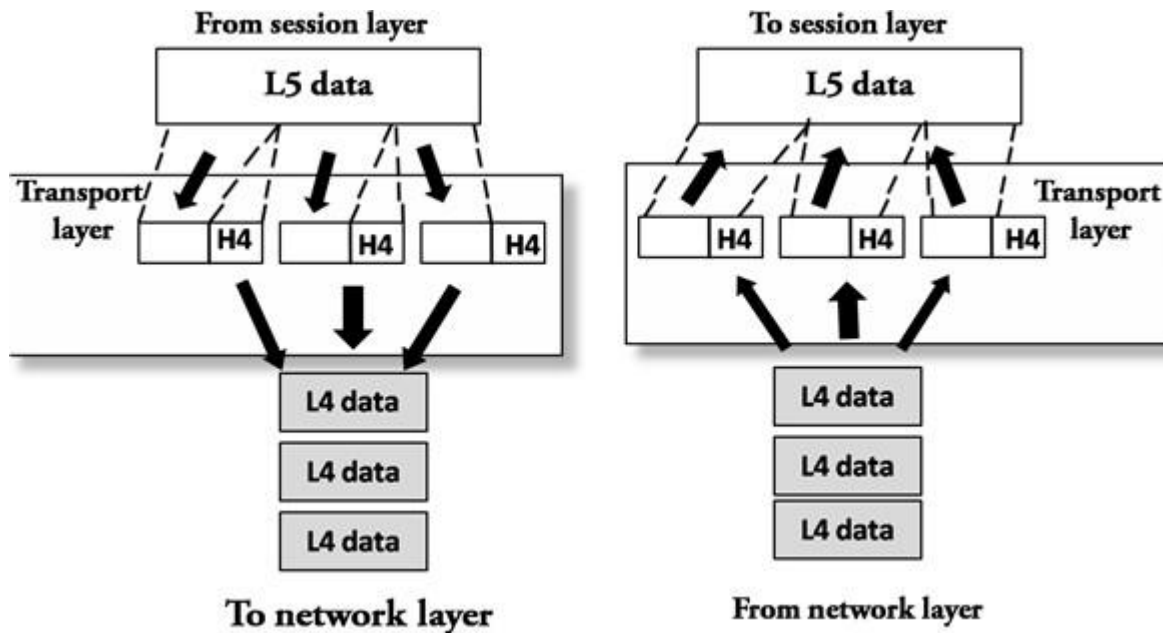 From session layer
L5 data
Transport
layer
H4
H4
H4
L4 data
L4 data
L4 data
To network layer
To session layer
L5 data
Transport
layer
H4
H4
H4
L4 data
L4 data
L4 data
From network layer